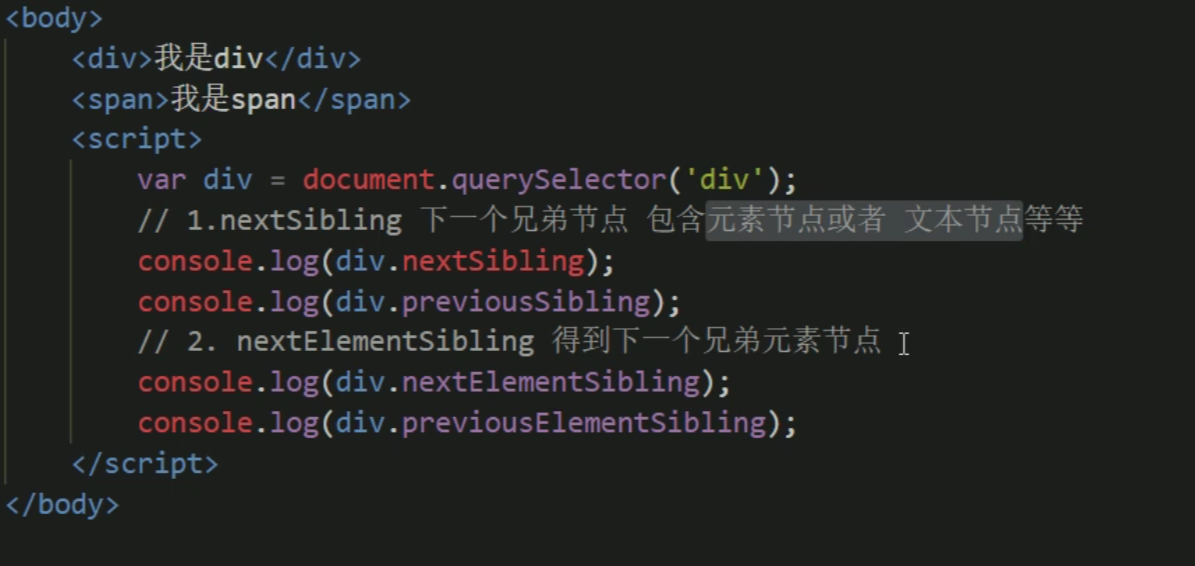 <body>
<div>我是div</div>
<span>我是span</span>
<script>
var div = document.querySelector('div');
// 1.nextSibling 下一个兄弟节点 包含元素节点或者 文本节点等等
console.log(div.nextSibling);
console.log(div.previousSibling);
// 2. nextElementSibling 得到下一个兄弟元素节点
console.log(div.nextElementSibling);
console.log(div.previousElementSibling);
</script>
</body>